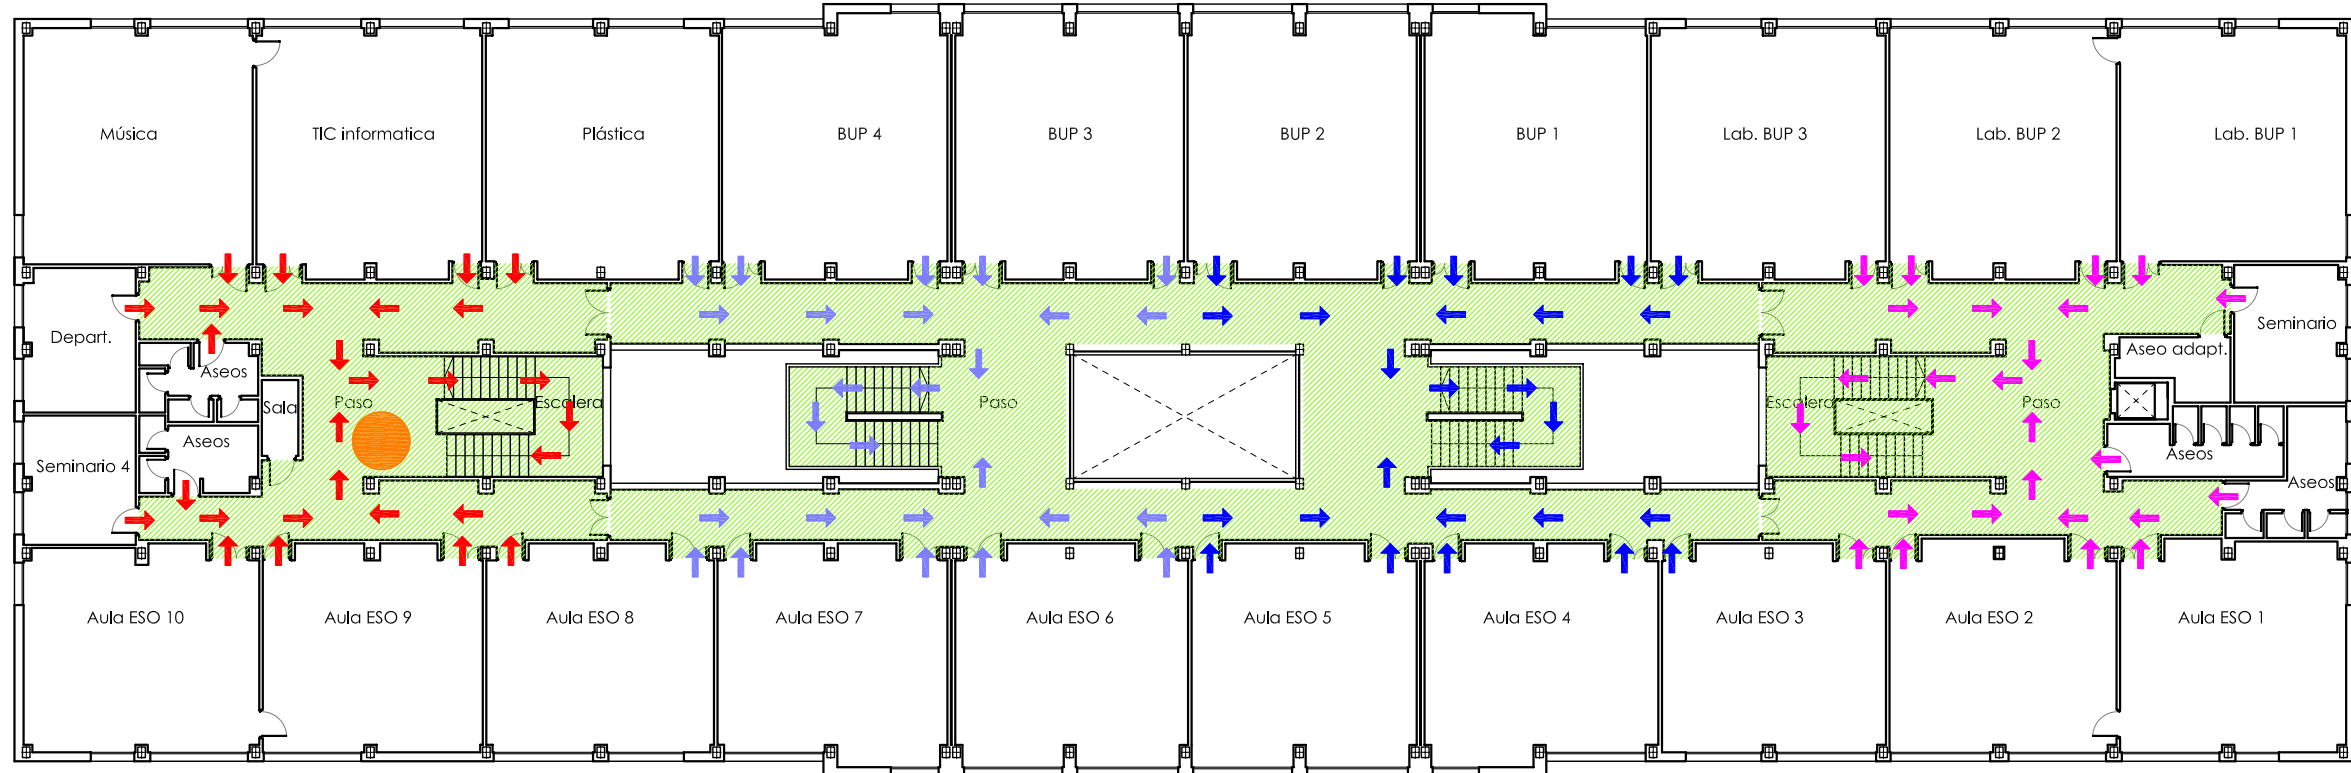 Música
TIC informatica
Plástica
BUP 4
BUP 3
BUP 2
BUP 1
Lab. BUP 3
Lab. BUP 2
Lab. BUP 1
Depart.
Seminario
Aseos
Aseo adapt.
Sala
Paso
Escalera
Paso
Escalera
Paso
Aseos
Seminario 4
Aseos
Aseos
Aula ESO 10
Aula ESO 9
Aula ESO 8
Aula ESO 7
Aula ESO 6
Aula ESO 5
Aula ESO 4
Aula ESO 3
Aula ESO 2
Aula ESO 1